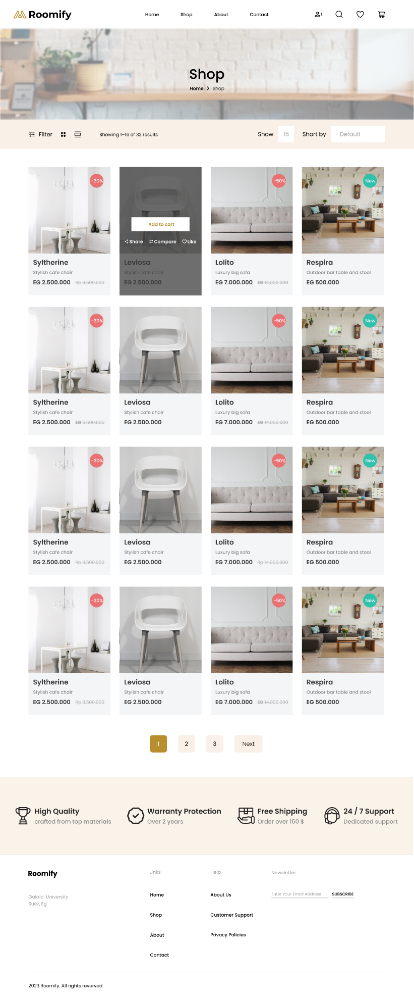 Roomify
Home Shop About Contact
Shop
Home > Shop
Filter Showing 1–16 of 32 results Show 16 Short by Default
-30% -50% New
Add to cart
Share Compare Like
Syltherine Leviosa Lolito Respira
Stylish cafe chair Stylish cafe chair Luxury big sofa Outdoor bar table and stool
EG 2.500.000 Rp 3.500.000 EG 2.500.000 EG 7.000.000 EG 14.000.000 EG 500.000
-30% -50% New
Syltherine Leviosa Lolito Respira
Stylish cafe chair Stylish cafe chair Luxury big sofa Outdoor bar table and stool
EG 2.500.000 EG 3.500.000 EG 2.500.000 EG 7.000.000 EG 14.000.000 EG 500.000
-30% -50% New
Syltherine Leviosa Lolito Respira
Stylish cafe chair Stylish cafe chair Luxury big sofa Outdoor bar table and stool
EG 2.500.000 Rp 3.500.000 EG 2.500.000 EG 7.000.000 Rp 14.000.000 EG 500.000
-30% -50% New
Syltherine Leviosa Lolito Respira
Stylish cafe chair Stylish cafe chair Luxury big sofa Outdoor bar table and stool
EG 2.500.000 Rp 3.500.000 EG 2.500.000 EG 7.000.000 EG 14.000.000 EG 500.000
1 2 3 Next
High Quality Warranty Protection Free Shipping 24 / 7 Support
crafted from top materials Over 2 years Order over 150 $ Dedicated support
Roomify Links Help Newsletter
Galala University
Suez, Eg
Home About Us Enter Your Email Address SUBSCRIBE
Shop Customer Support
About Privacy Policies
Contact
2023 Roomify. All rights reverved